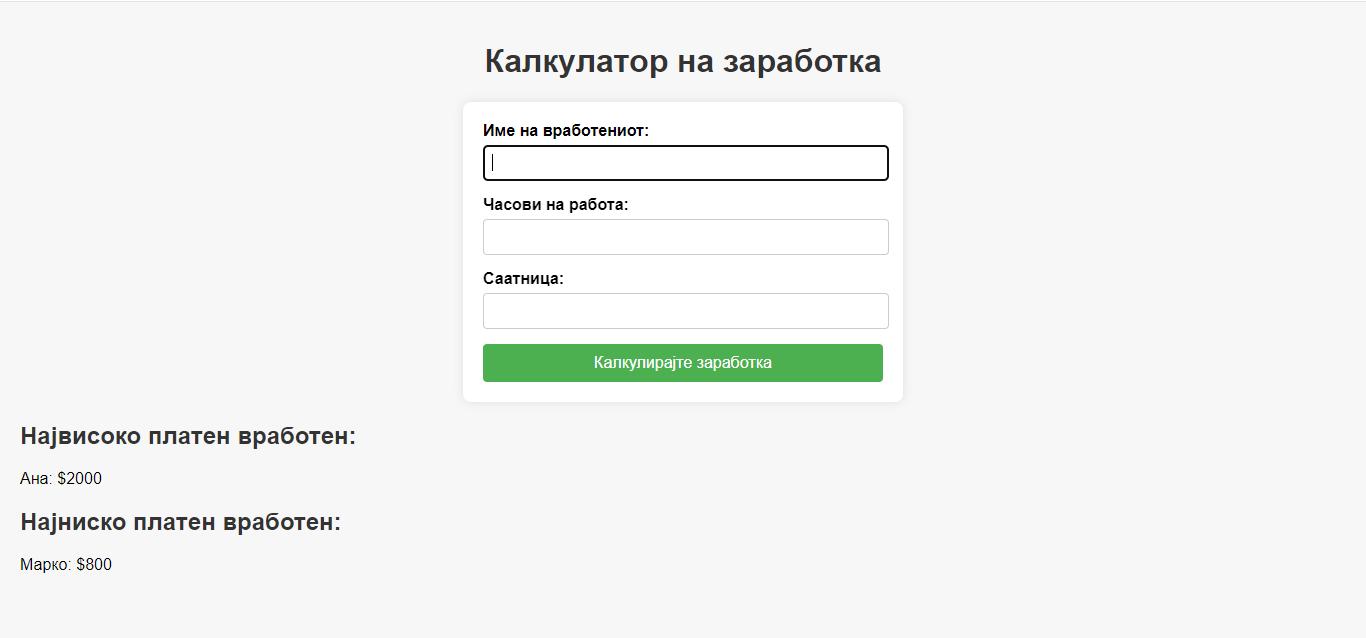 Калкулатор на заработка
Име на вработениот:
Часови на работа:
Саатница:
Калкулирајте заработка
Највисоко платен вработен:
Ана: $2000
Најниско платен вработен:
Марко: $800